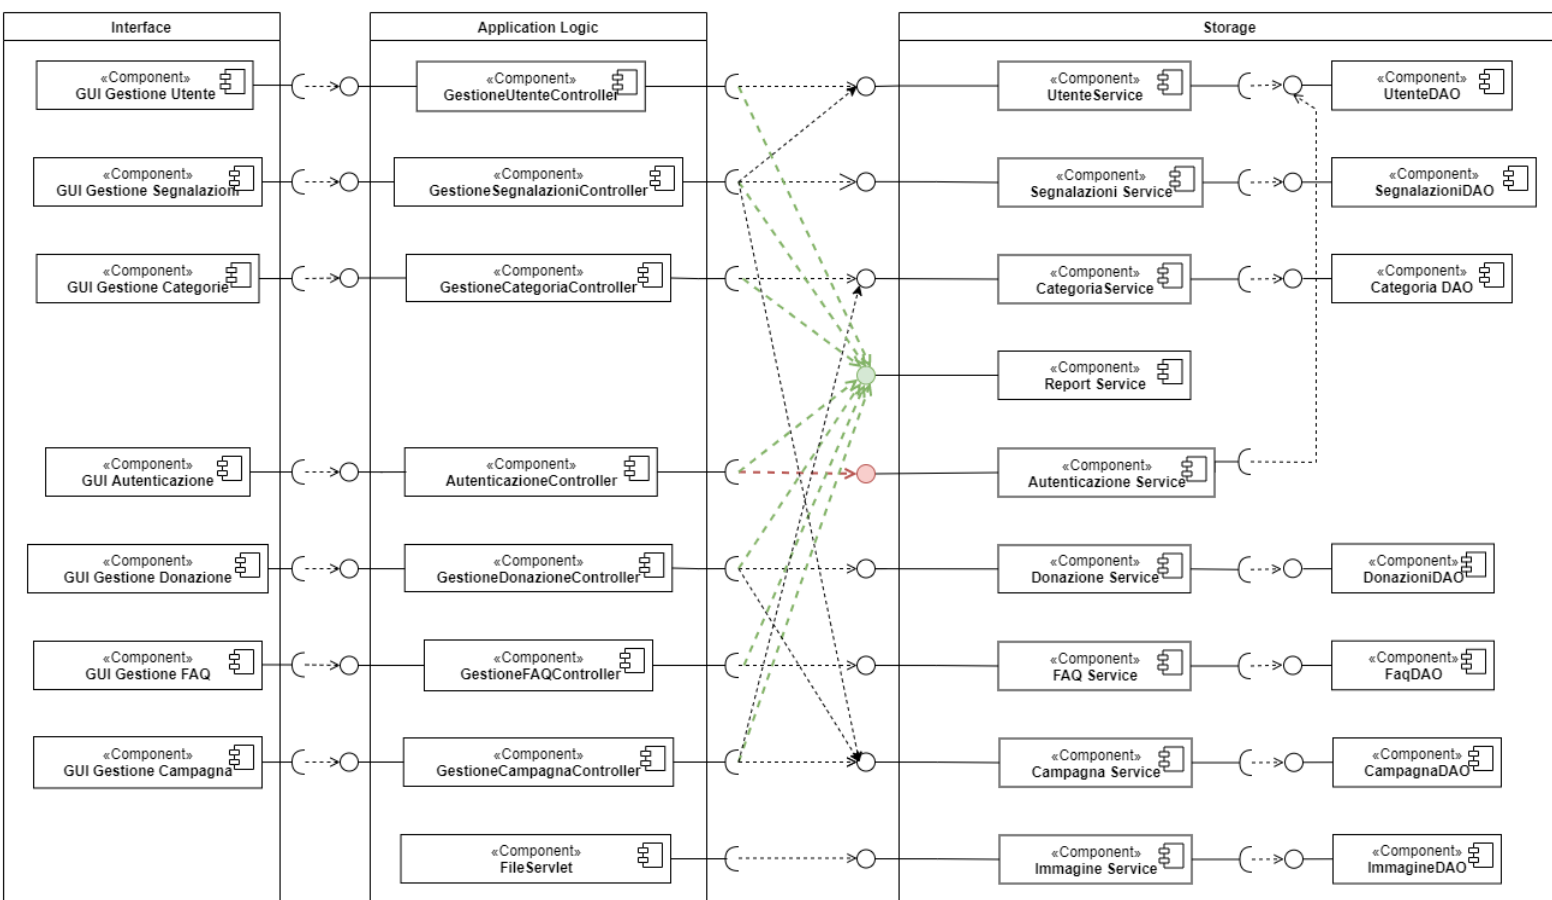 Interface
Application Logic
Storage
«Component»
GUI Gestione Utente
«Component»
GestioneUtenteController
«Component»
UtenteService
«Component»
UtenteDAO
«Component»
GUI Gestione Segnalazioni
«Component»
GestioneSegnalazioniController
«Component»
Segnalazioni Service
«Component»
SegnalazioniDAO
«Component»
GUI Gestione Categorie
«Component»
GestioneCategoriaController
«Component»
CategoriaService
«Component»
Categoria DAO
«Component»
Report Service
«Component»
GUI Autenticazione
«Component»
AutenticazioneController
«Component»
Autenticazione Service
«Component»
GUI Gestione Donazione
«Component»
GestioneDonazioneController
«Component»
Donazione Service
«Component»
DonazioniDAO
«Component»
GUI Gestione FAQ
«Component»
GestioneFAQController
«Component»
FAQ Service
«Component»
FaqDAO
«Component»
GUI Gestione Campagna
«Component»
GestioneCampagnaController
«Component»
Campagna Service
«Component»
CampagnaDAO
«Component»
FileServlet
«Component»
Immagine Service
«Component»
ImmagineDAO